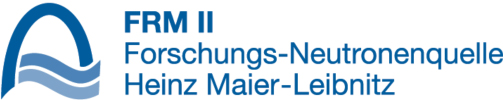 FRM II
Forschungs-Neutronenquelle
Heinz Maier-Leibnitz